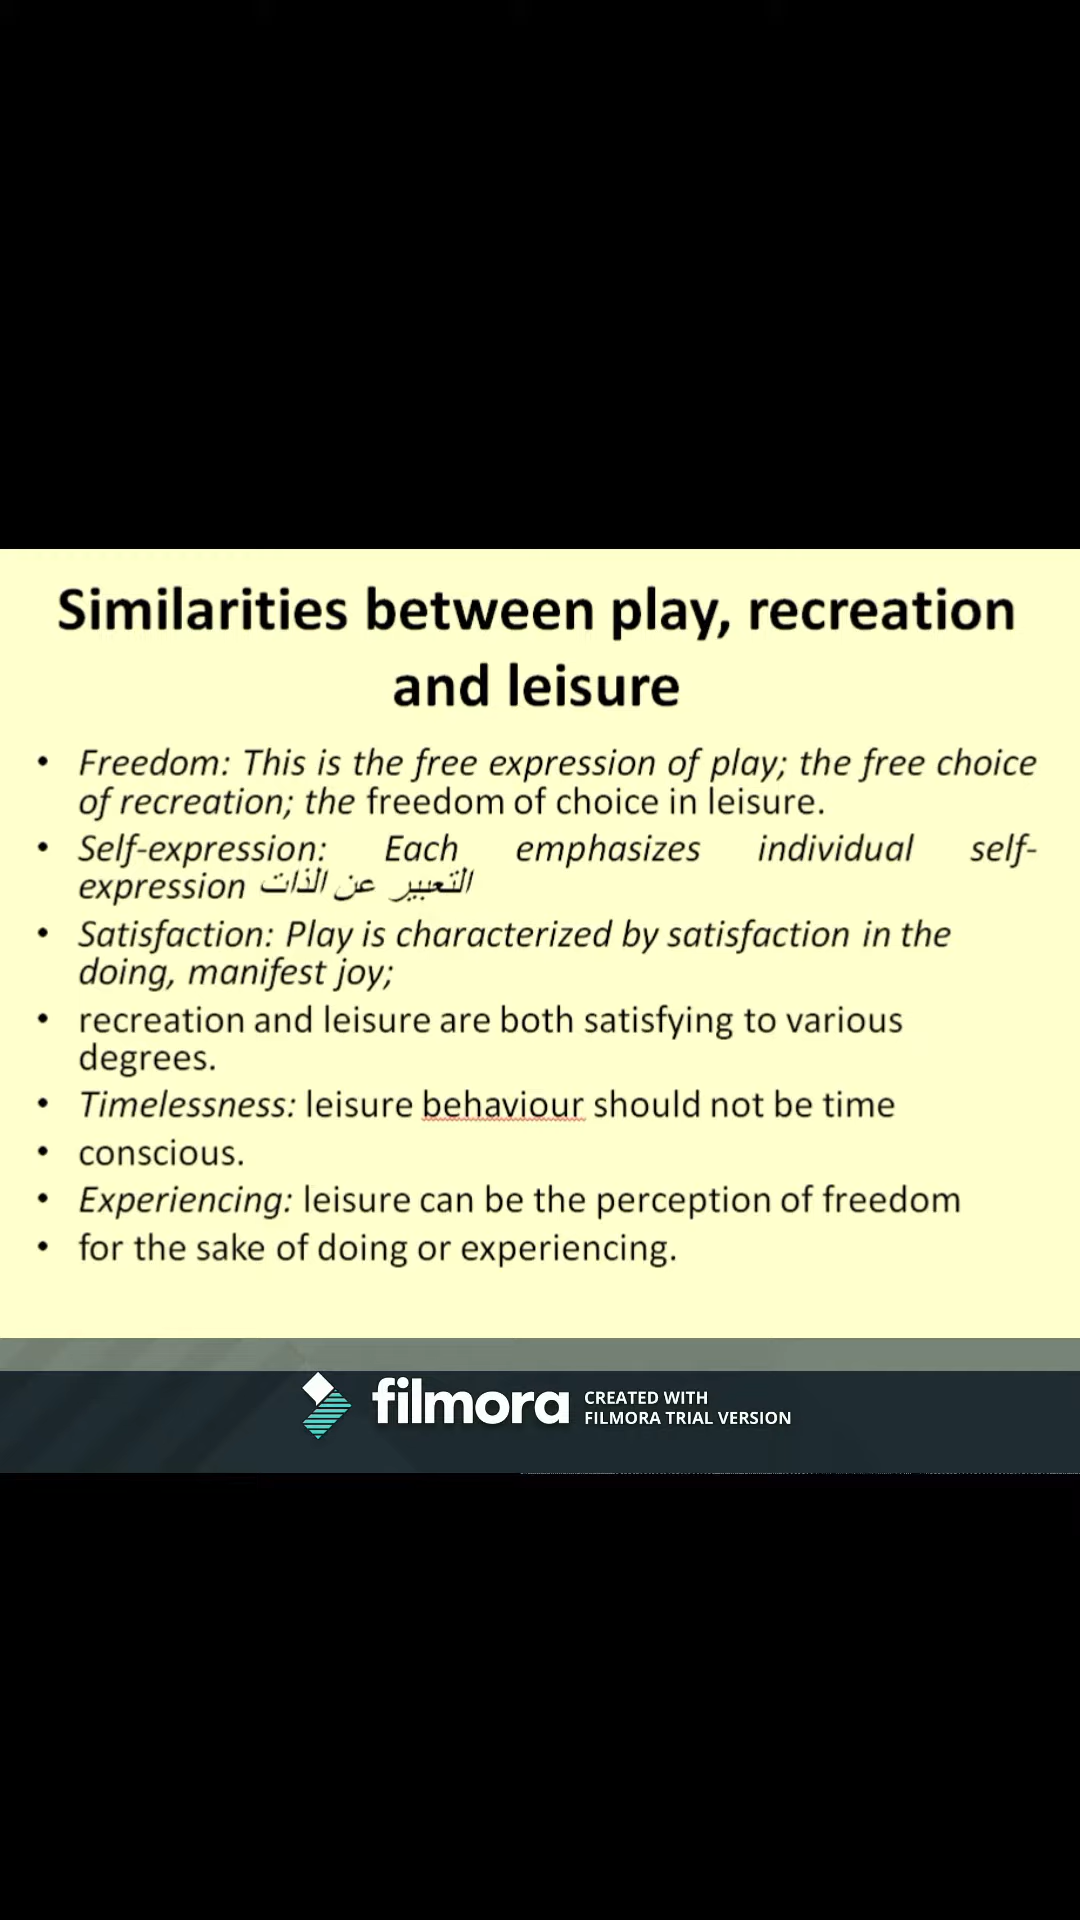 Similarities between play, recreation
and leisure
• Freedom: This is the free expression of play; the free choice
of recreation; the freedom of choice in leisure.
• Self-expression: Each emphasizes individual self-
expression التعبير عن الذات
• Satisfaction: Play is characterized by satisfaction in the
doing, manifest joy;
• recreation and leisure are both satisfying to various
degrees.
• Timelessness: leisure behaviour should not be time
• conscious.
• Experiencing: leisure can be the perception of freedom
• for the sake of doing or experiencing.
filmora
CREATED WITH
FILMORA TRIAL VERSION